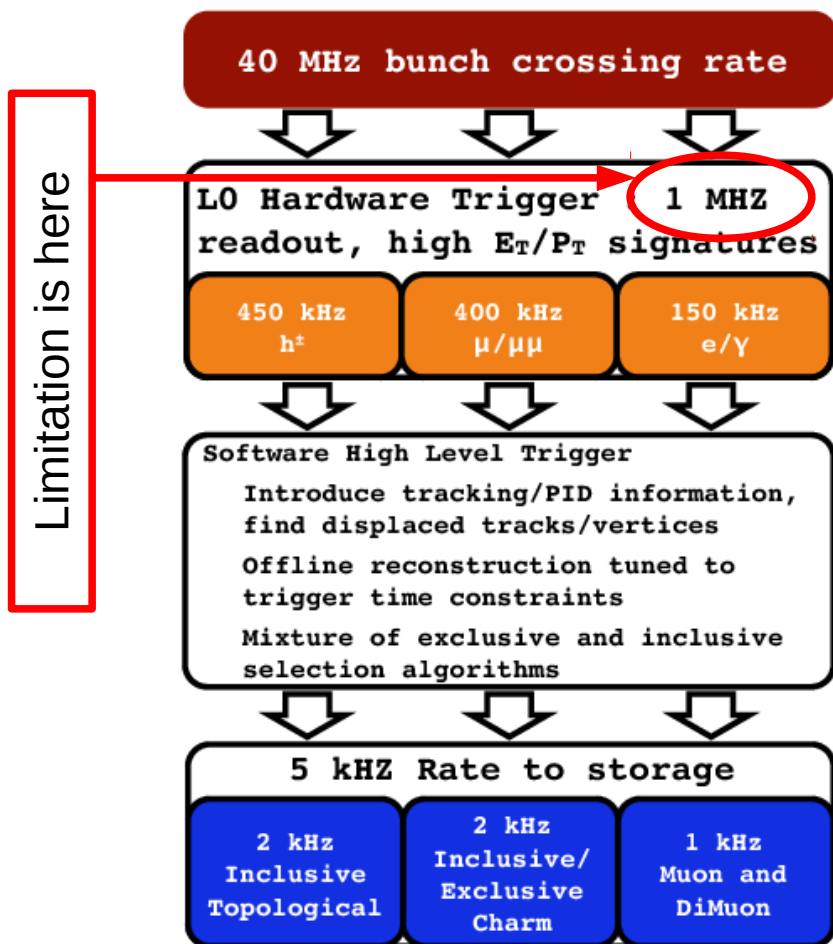 40 MHz bunch crossing rate
Limitation is here
L0 Hardware Trigger : 1 MHZ
readout, high ET/PT signatures
450 kHz
h±
400 kHz
μ/μμ
150 kHz
e/γ
Software High Level Trigger
Introduce tracking/PID information,
find displaced tracks/vertices
Offline reconstruction tuned to
trigger time constraints
Mixture of exclusive and inclusive
selection algorithms
5 kHZ Rate to storage
2 kHz
Inclusive
Topological
2 kHz
Inclusive/
Exclusive
Charm
1 kHz
Muon and
DiMuon